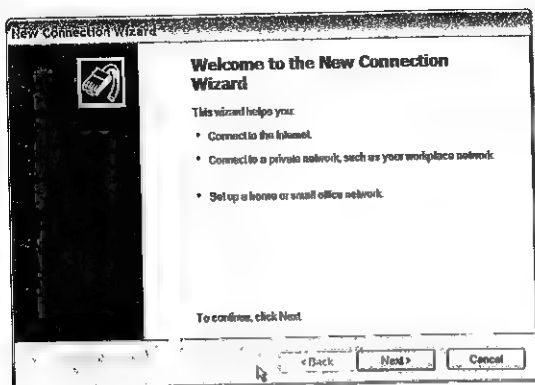 New Connection Wizard
Welcome to the New Connection
Wizard
This wizard helps you:
• Connect to the Internet.
• Connect to a private network, such as your workplace network.
• Set up a home or small office network.
To continue, click Next.
< Back
Next >
Cancel